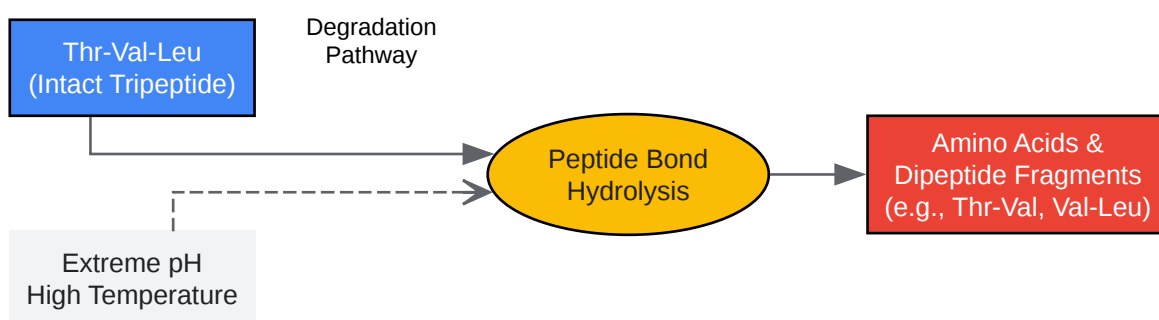 Thr-Val-Leu
(Intact Tripeptide)
Degradation
Pathway
Peptide Bond
Hydrolysis
Amino Acids &
Dipeptide Fragments
(e.g., Thr-Val, Val-Leu)
Extreme pH
High Temperature